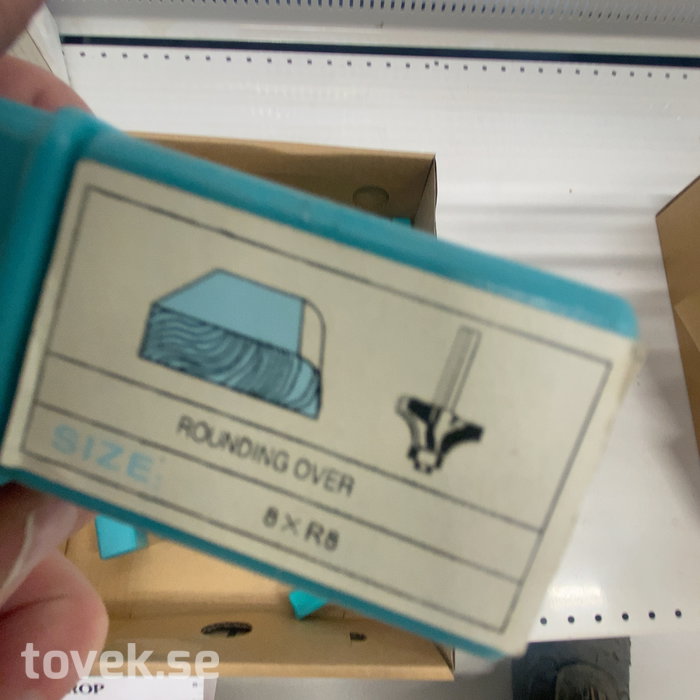 ROUNDING OVER
SIZE:
8×R8
tovek.se